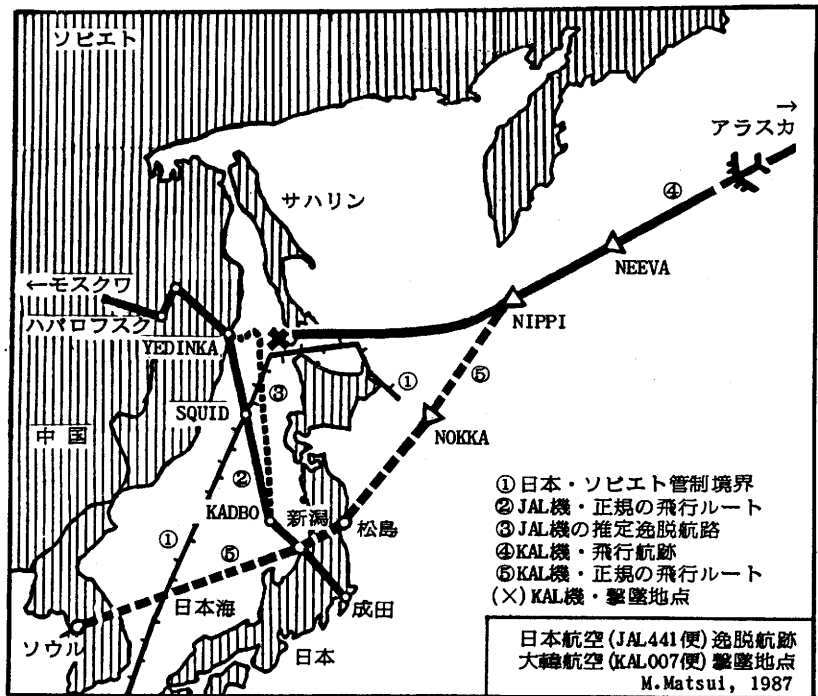 ソビエト
→
アラスカ
サハリン
④
NEEVA
←モスクワ
NIPPI
ハバロフスク
YEDINKA
⑤
①
③
SQUID
中国
NOKKA
②
KADBO
新潟
松島
①
⑤
日本海
成田
ソウル
日本
①日本・ソビエト管制境界
②JAL機・正規の飛行ルート
③JAL機の推定逸脱航路
④KAL機・飛行航跡
⑤KAL機・正規の飛行ルート
(×)KAL機・撃墜地点
日本航空(JAL441便)逸脱航跡
大韓航空(KAL007便)撃墜地点
M.Matsui, 1987